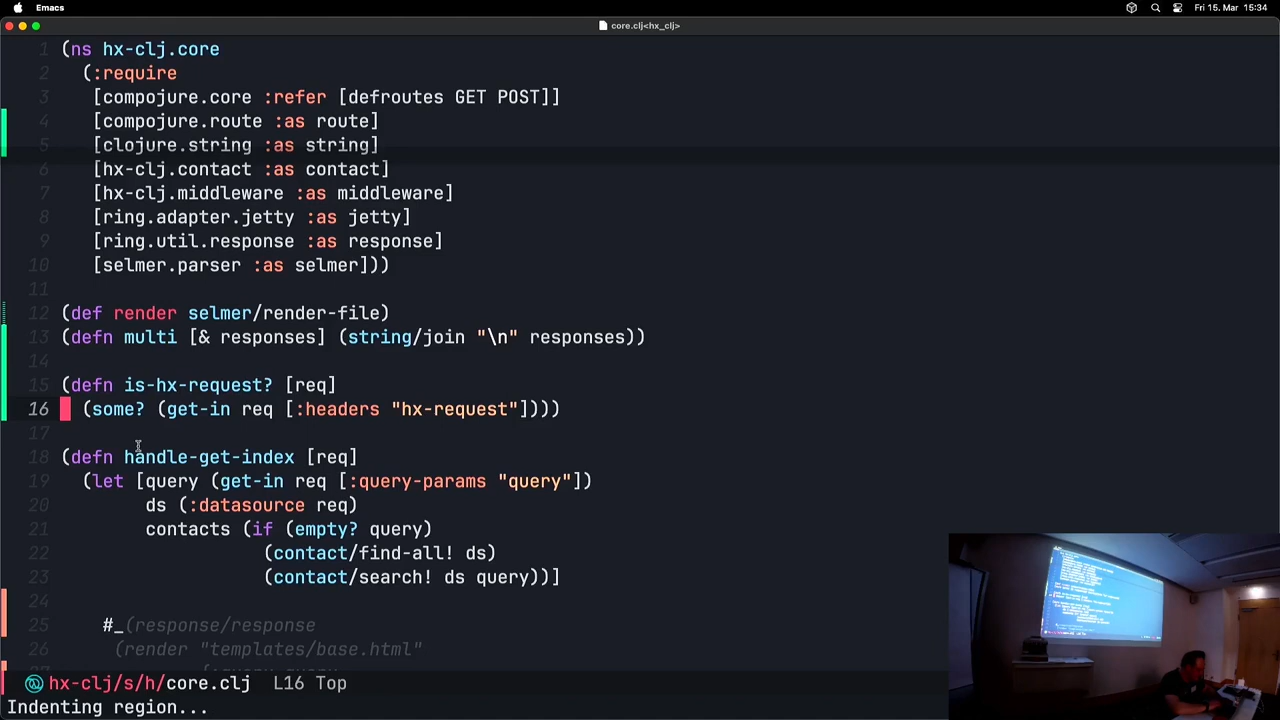 Emacs
Fri 15. Mar 15:34
core.clj<hx_clj>
1 (ns hx-clj.core
2 (:require
3 [compojure.core :refer [defroutes GET POST]]
4 [compojure.route :as route]
5 [clojure.string :as string]
6 [hx-clj.contact :as contact]
7 [hx-clj.middleware :as middleware]
8 [ring.adapter.jetty :as jetty]
9 [ring.util.response :as response]
10 [selmer.parser :as selmer]))
11
12 (def render selmer/render-file)
13 (defn multi [& responses] (string/join "\n" responses))
14
15 (defn is-hx-request? [req]
16 (some? (get-in req [:headers "hx-request"])))
17
18 (defn handle-get-index [req]
19 (let [query (get-in req [:query-params "query"])
20 ds (:datasource req)
21 contacts (if (empty? query)
22 (contact/find-all! ds)
23 (contact/search! ds query))]
24
25 #_(response/response
26 (render "templates/base.html"
hx-clj/s/h/core.clj L16 Top
Indenting region...